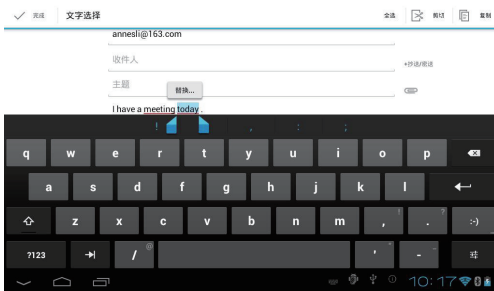 完成 文字选择 全选 剪切 复制
annesli@163.com
收件人
+抄送/密送
主题
替换...
I have a meeting today .
! , : ;
q w e r t y u i o p
a s d f g h j k l
z x c v b n m , ! . ? :-)
?123 / @ ' " - _
10:17